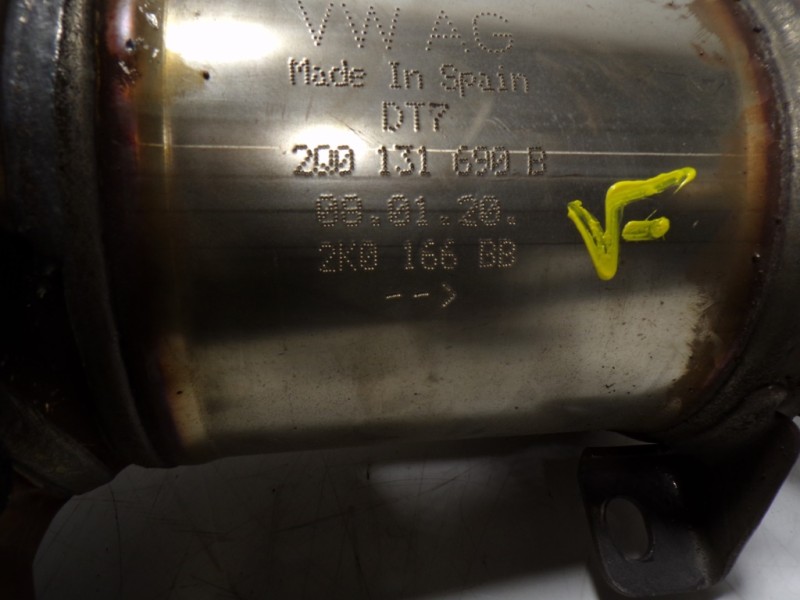 VW AG
Made In Spain
DT7
2Q0 131 690 B
08.01.20.
2K0 166 BB
-->